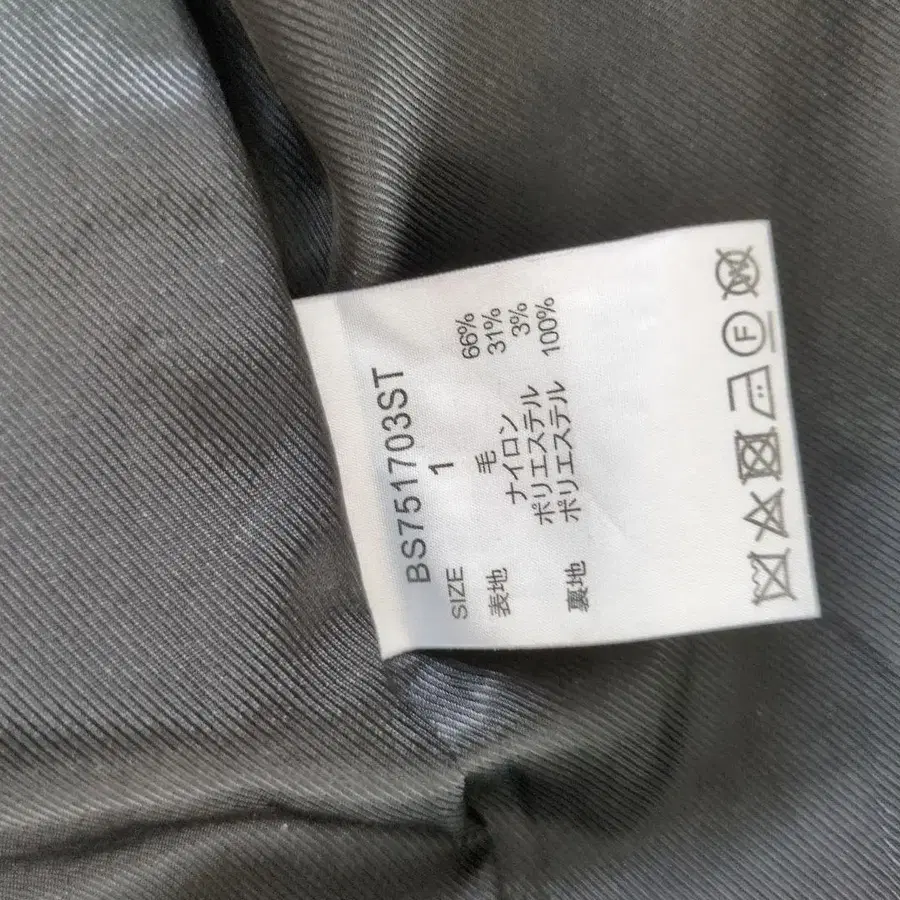 BS751703ST
SIZE 1
表地 毛 66%
ナイロン 31%
ポリエステル 3%
裏地 ポリエステル 100%
F W